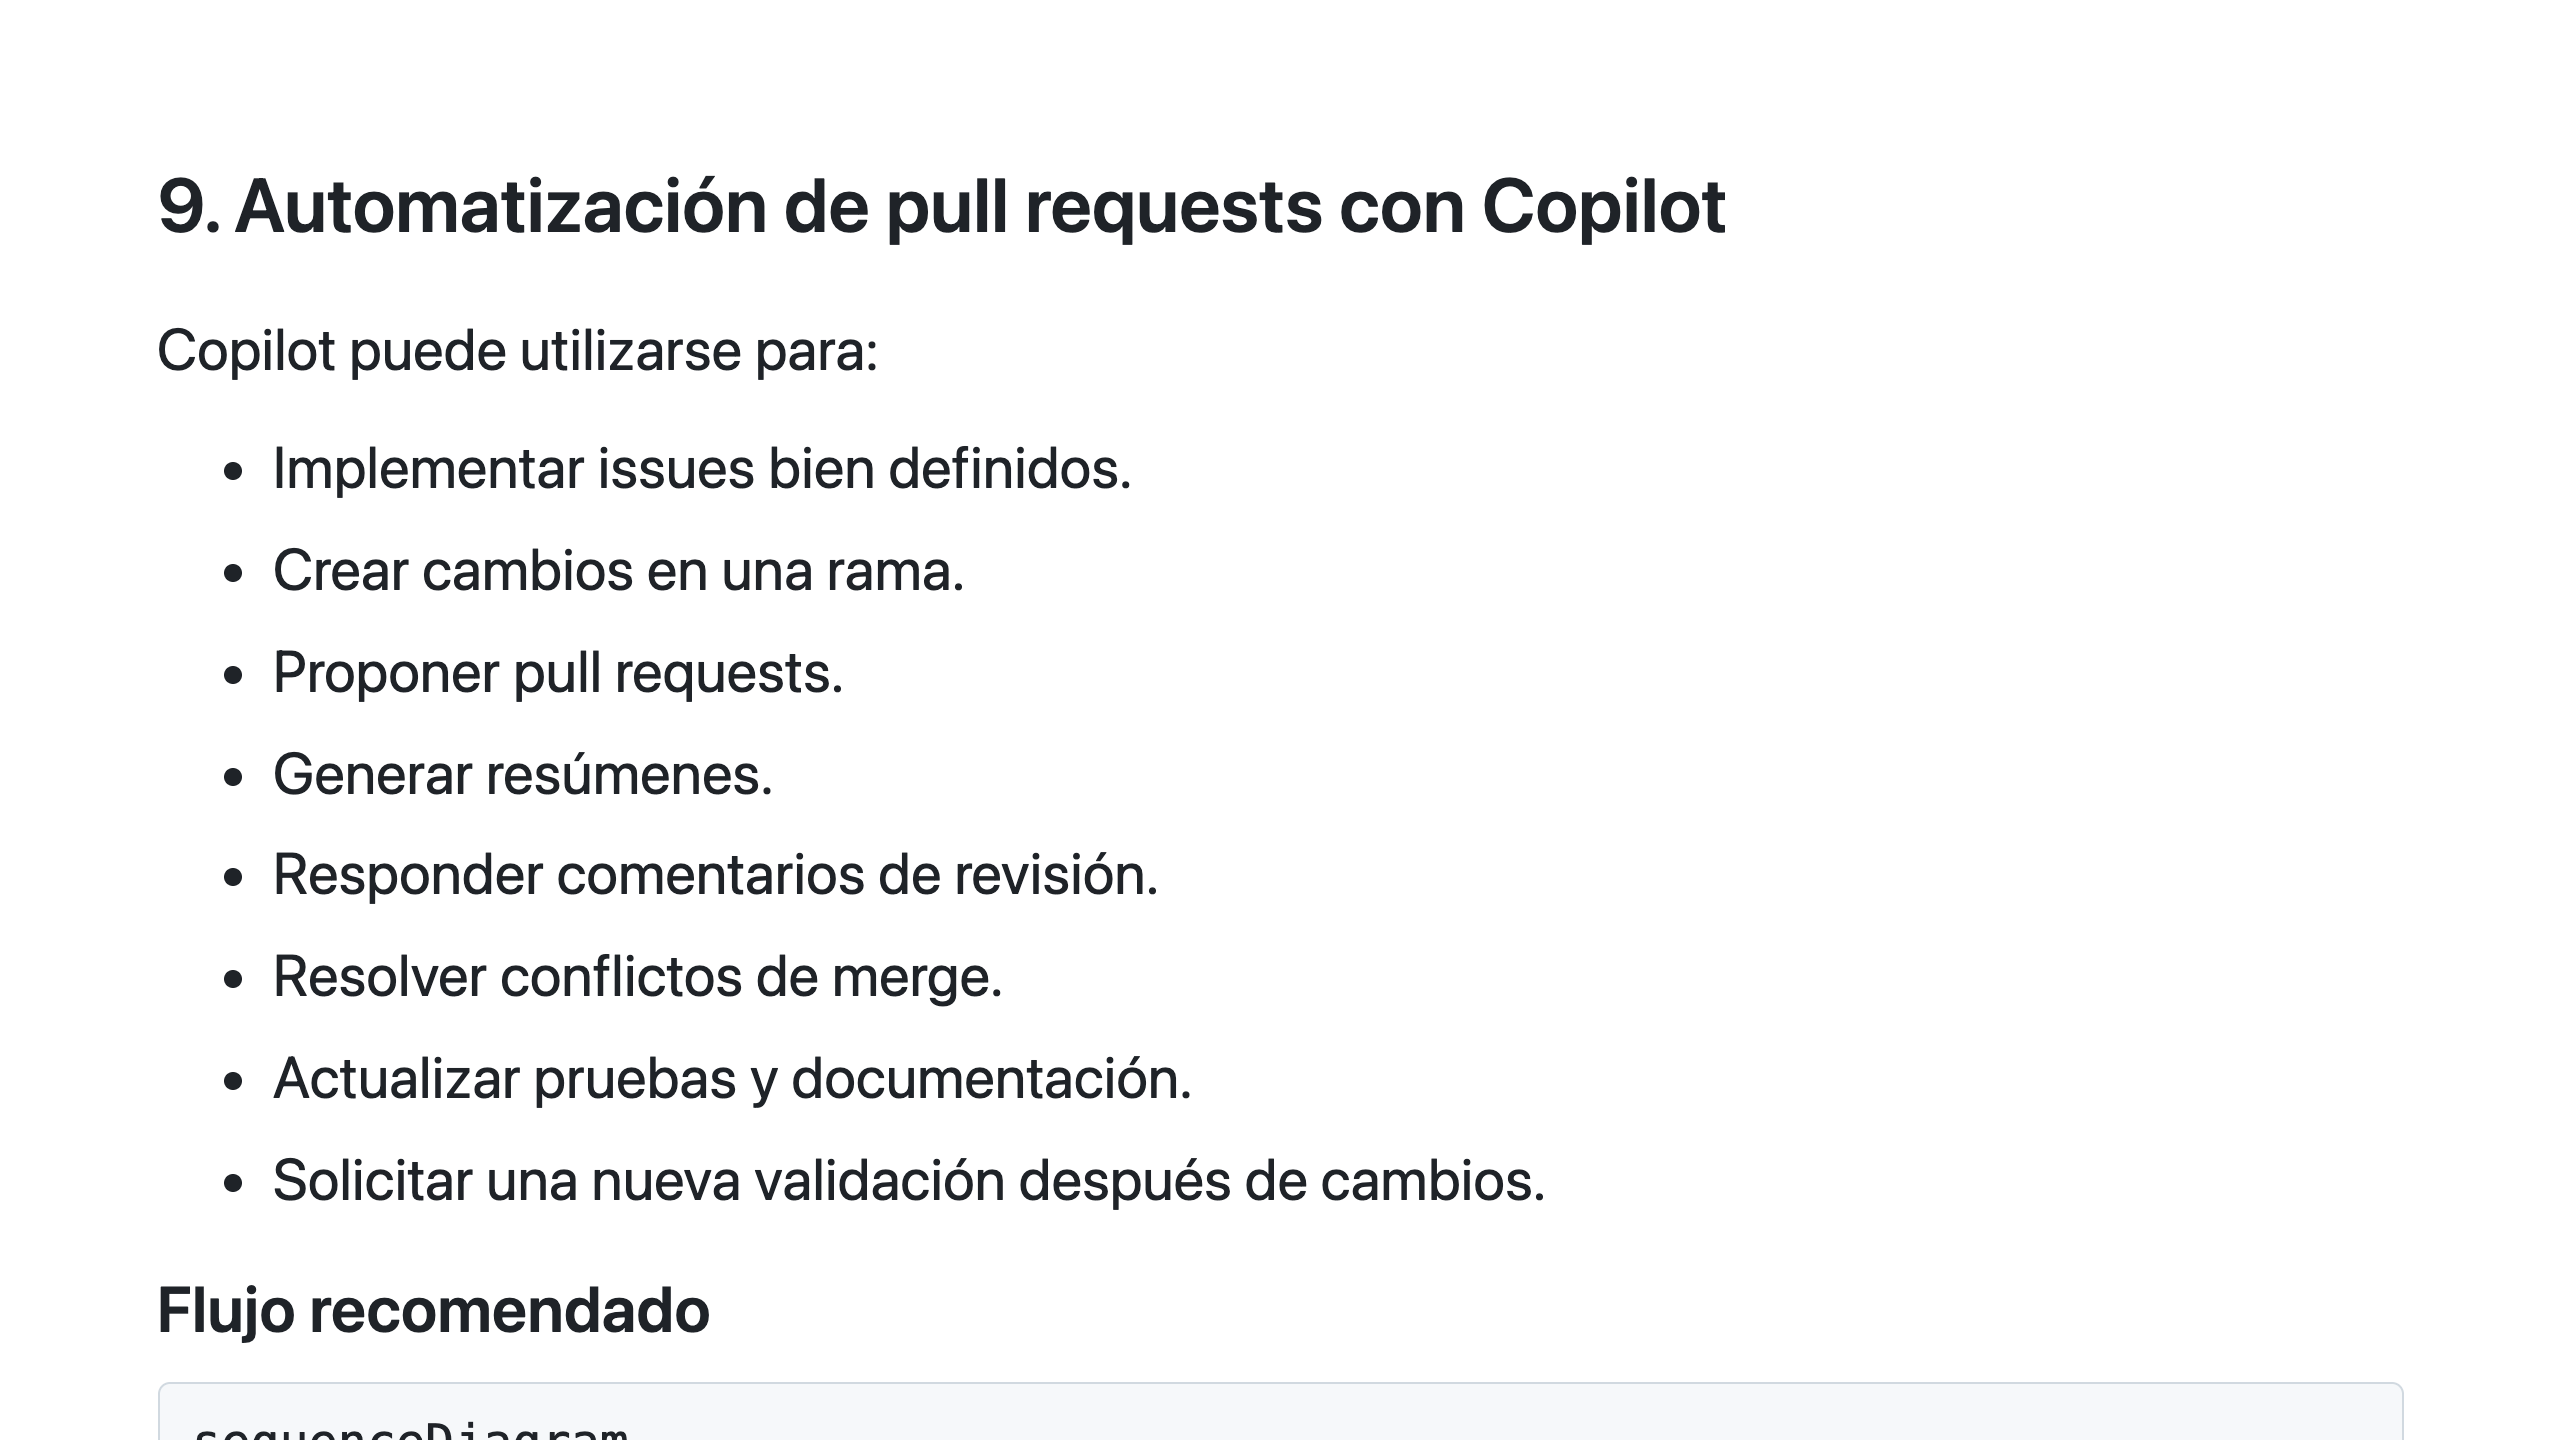 9. Automatización de pull requests con Copilot
Copilot puede utilizarse para:
• Implementar issues bien definidos.
• Crear cambios en una rama.
• Proponer pull requests.
• Generar resúmenes.
• Responder comentarios de revisión.
• Resolver conflictos de merge.
• Actualizar pruebas y documentación.
• Solicitar una nueva validación después de cambios.
Flujo recomendado
sequenceDiagram